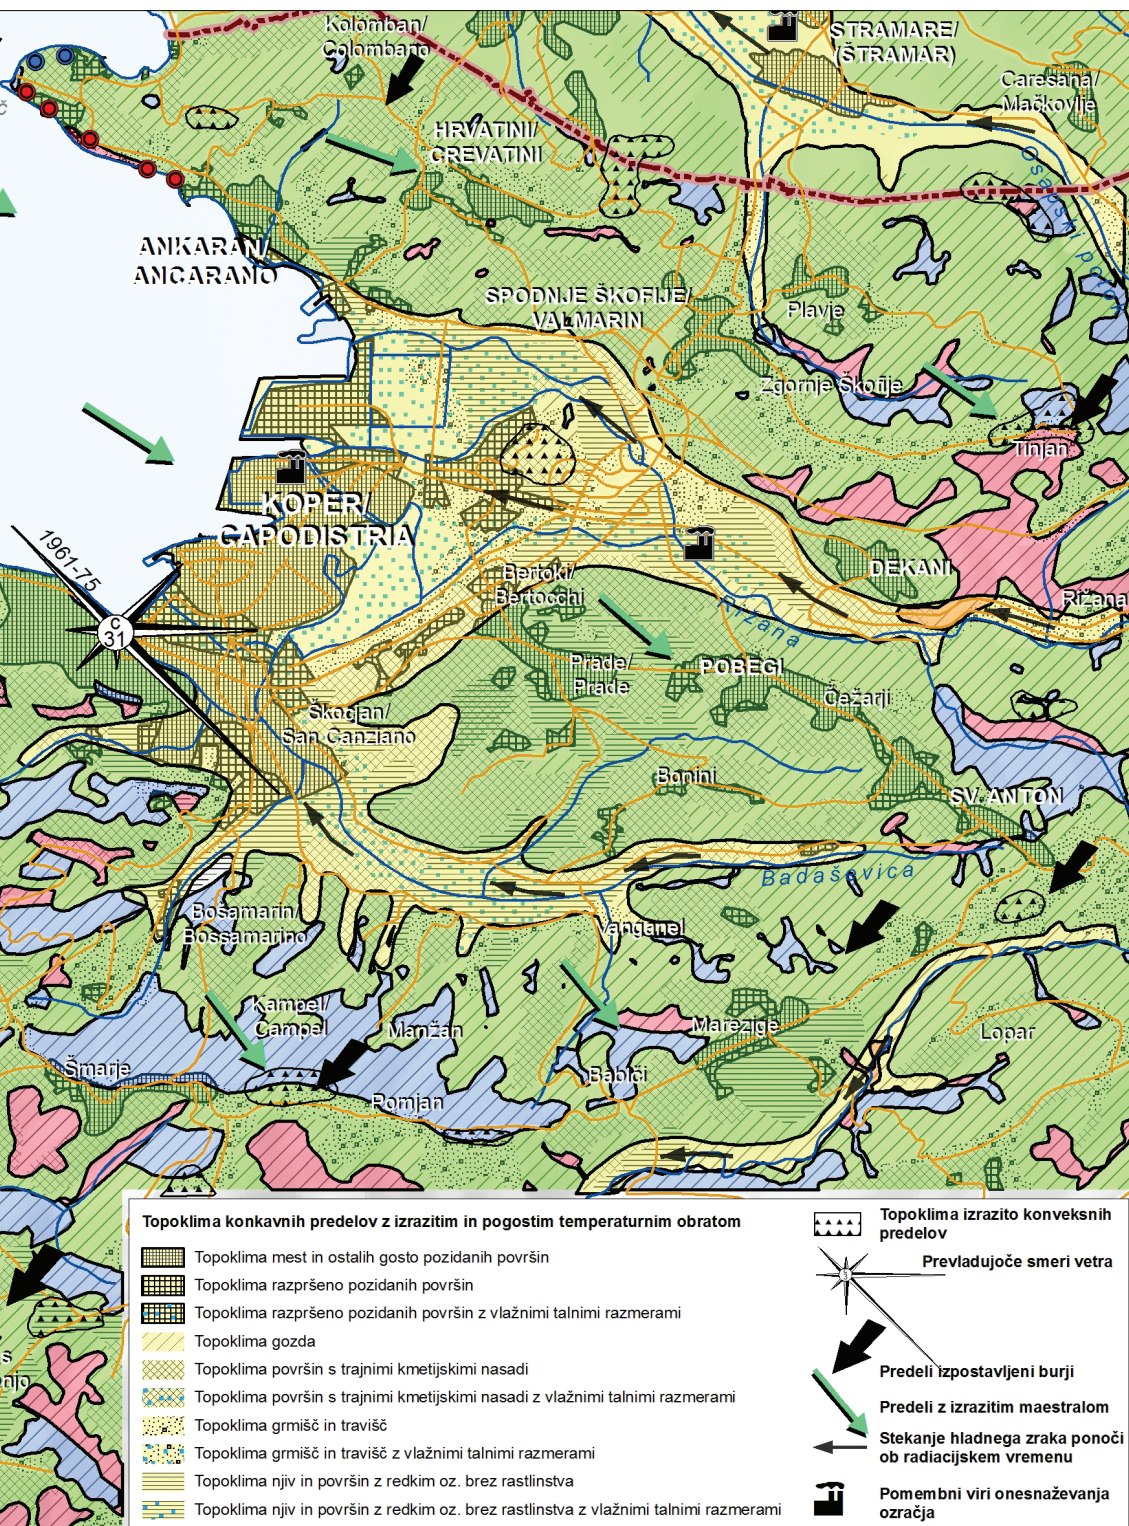 Kolomban/
Colombano
STRAMARE/
(ŠTRAMAR)
Caresana/
Mačkovlje
č
HRVATINI/
CREVATINI
Osapski potok
ANKARAN/
ANCARANO
SPODNJE ŠKOFIJE/
VALMARIN
Plavje
Zgornje Škofije
Tinjan
KOPER/
CAPODISTRIA
1961-75
C
31
Bertoki/
Bertocchi
DEKANI
Rižana
Rižana
Prade/
Prade
POBEGI
Čežarji
Škocjan/
San Canziano
Bonini
SV. ANTON
Badaševica
Bošamarin/
Bossamarino
Vanganel
Kampel/
Campel
Manžan
Marezige
Lopar
Šmarje
Babiči
Pomjan
s
enjo
Topoklima konkavnih predelov z izrazitim in pogostim temperaturnim obratom
Topoklima mest in ostalih gosto pozidanih površin
Topoklima razpršeno pozidanih površin
Topoklima razpršeno pozidanih površin z vlažnimi talnimi razmerami
Topoklima gozda
Topoklima površin s trajnimi kmetijskimi nasadi
Topoklima površin s trajnimi kmetijskimi nasadi z vlažnimi talnimi razmerami
Topoklima grmišč in travišč
Topoklima grmišč in travišč z vlažnimi talnimi razmerami
Topoklima njiv in površin z redkim oz. brez rastlinstva
Topoklima njiv in površin z redkim oz. brez rastlinstva z vlažnimi talnimi razmerami
Topoklima izrazito konveksnih
predelov
Prevladujoče smeri vetra
Predeli izpostavljeni burji
Predeli z izrazitim maestralom
Stekanje hladnega zraka ponoči
ob radiacijskem vremenu
Pomembni viri onesnaževanja
ozračja